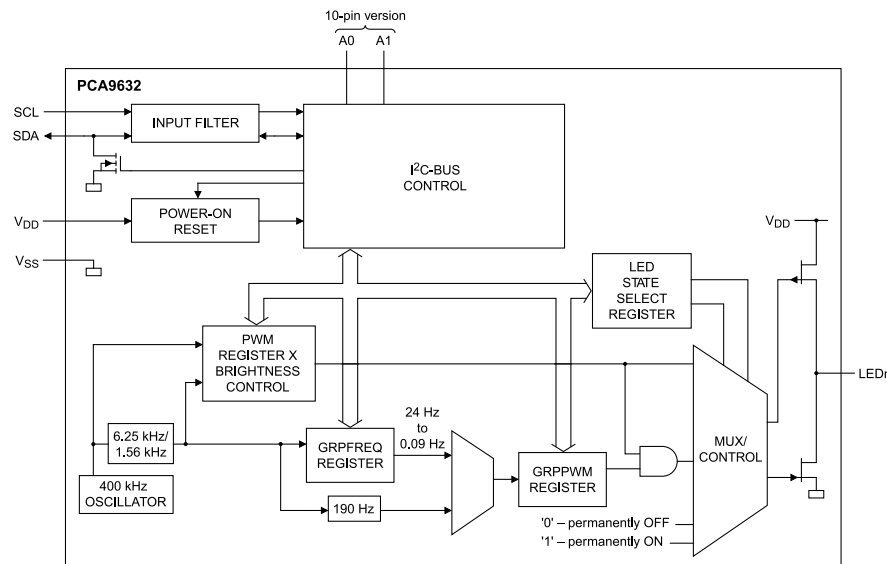 10-pin version
A0 A1
PCA9632
SCL
SDA
INPUT FILTER
I²C-BUS
CONTROL
VDD
POWER-ON
RESET
VSS
VDD
LED
STATE
SELECT
REGISTER
PWM
REGISTER X
BRIGHTNESS
CONTROL
LEDn
24 Hz
to
0.09 Hz
6.25 kHz/
1.56 kHz
GRPFREQ
REGISTER
MUX/
CONTROL
GRPPWM
REGISTER
400 kHz
OSCILLATOR
190 Hz
'0' – permanently OFF
'1' – permanently ON